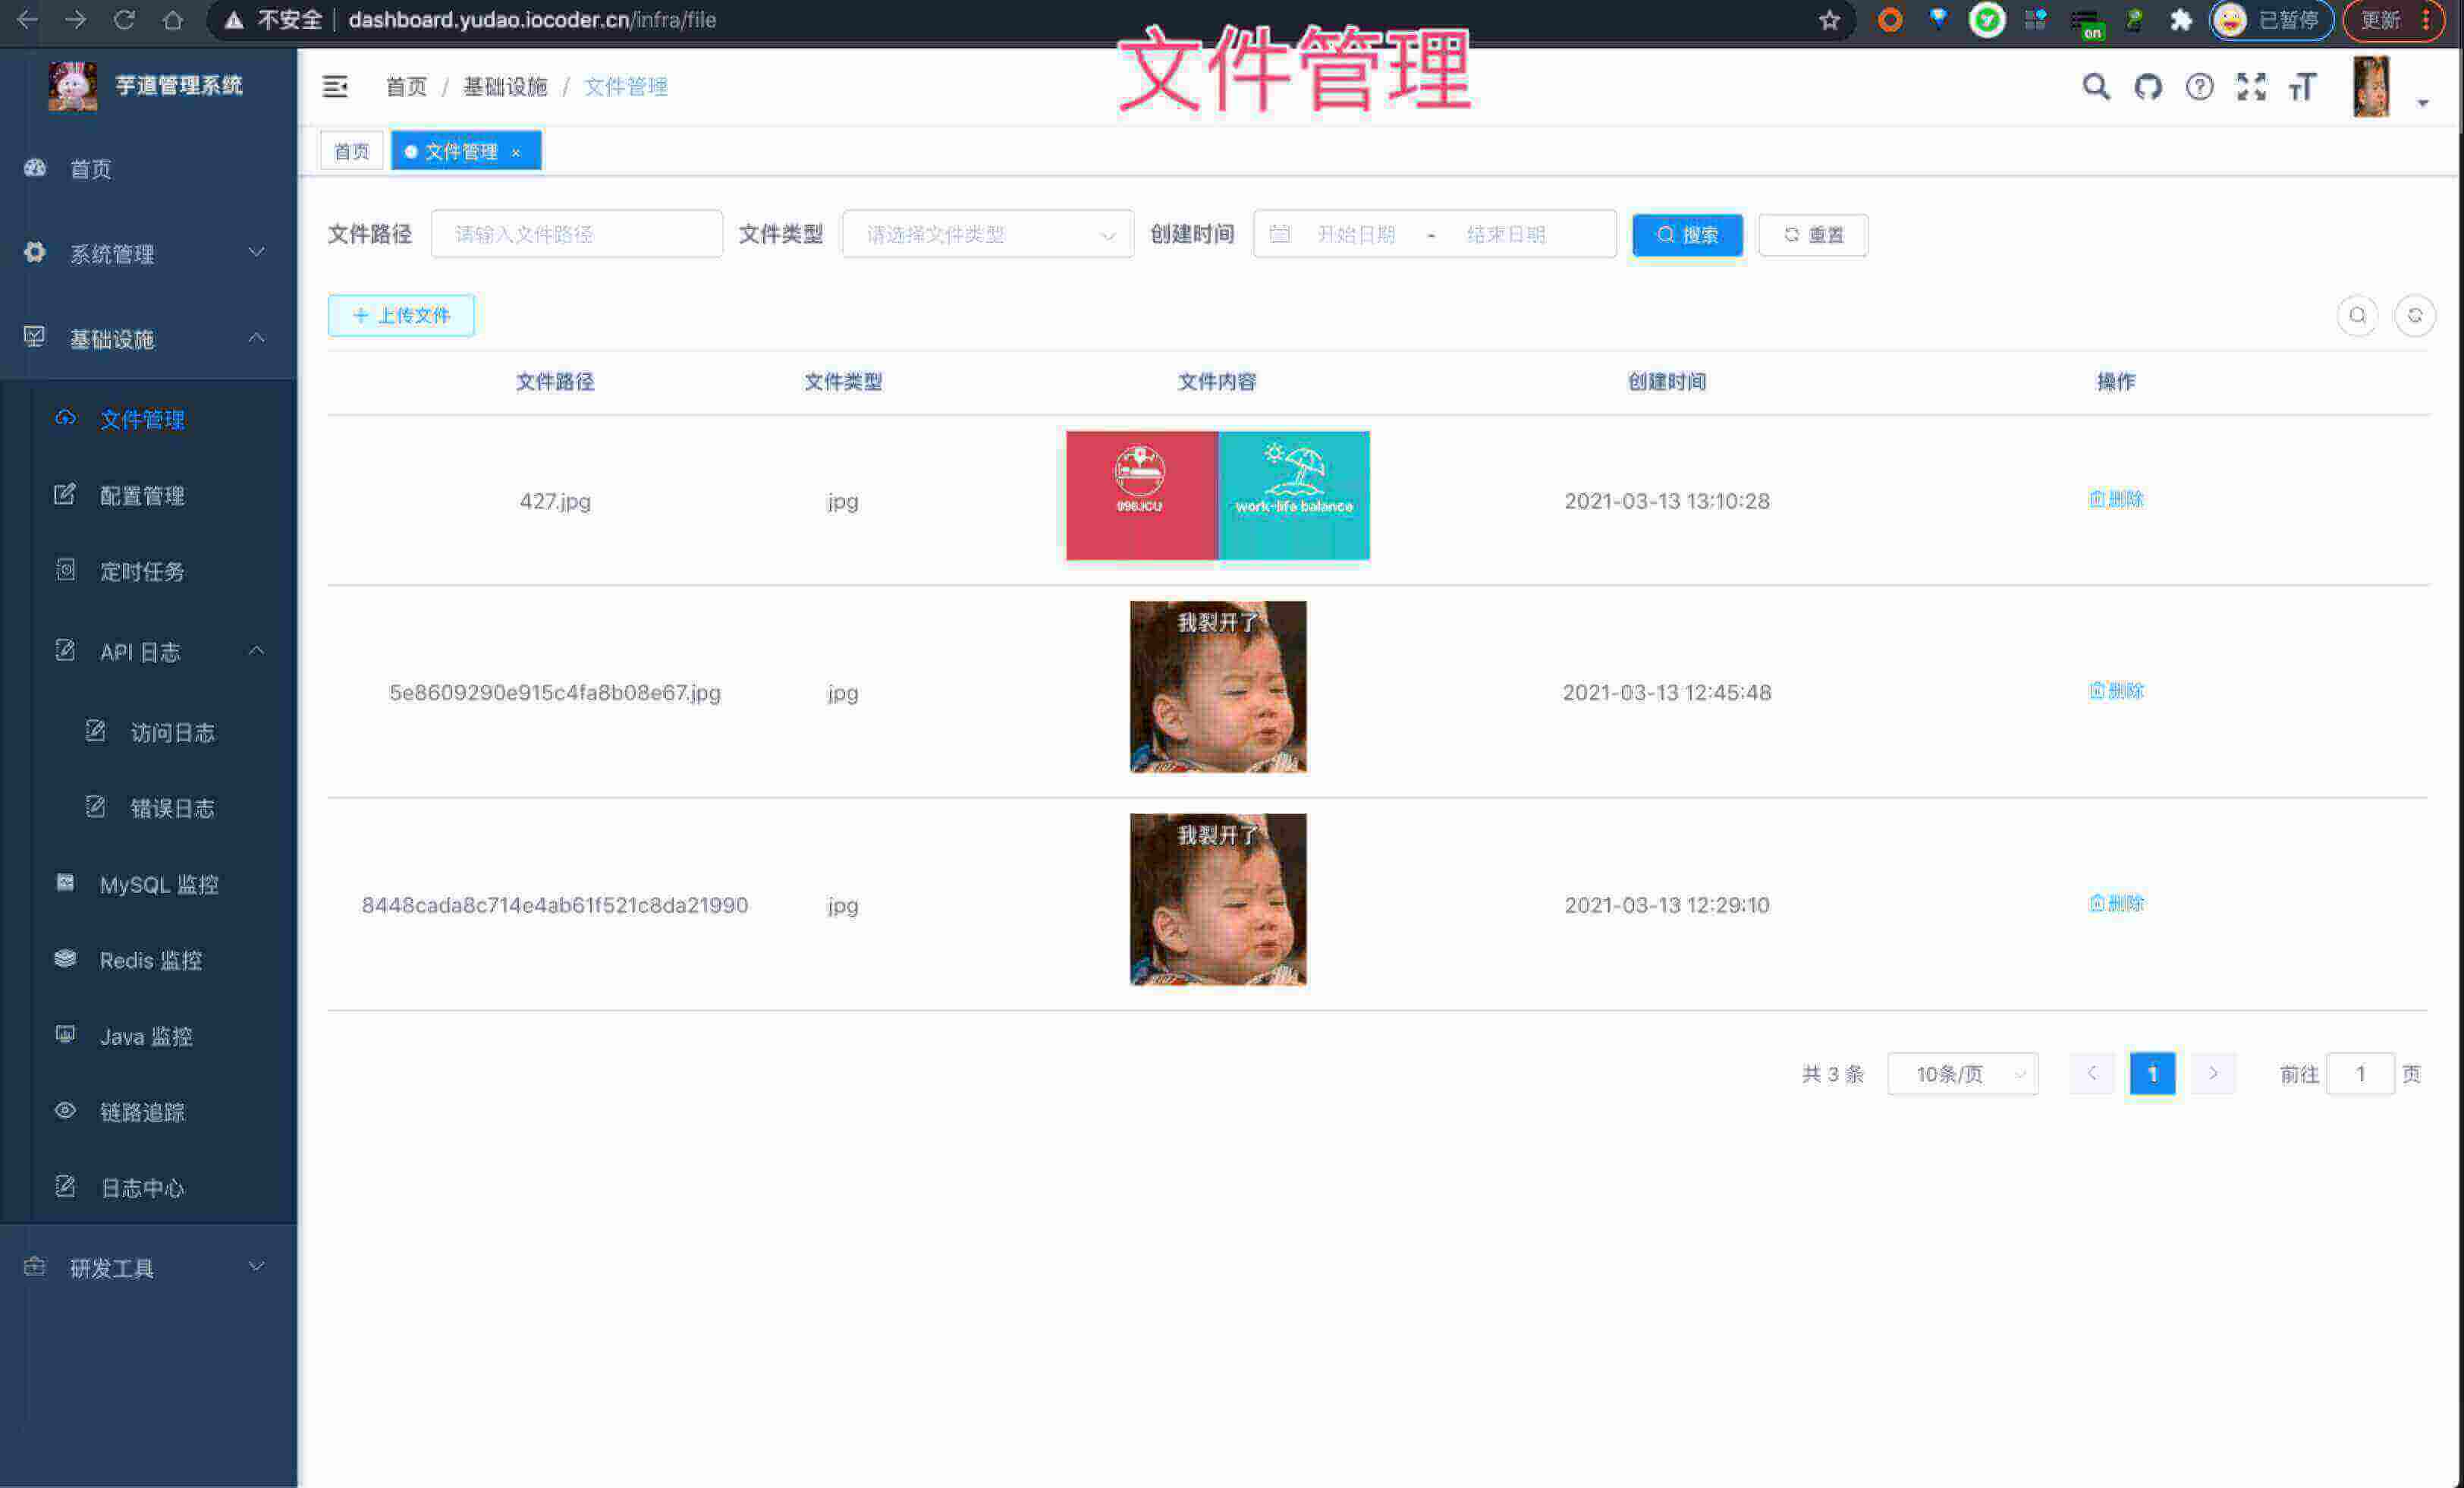 不安全 | dashboard.yudao.iocoder.cn/infra/file
on
已暂停
更新
文件管理
芋道管理系统
首页 / 基础设施 / 文件管理
首页
文件管理 ×
首页
系统管理
基础设施
文件管理
配置管理
定时任务
API 日志
访问日志
错误日志
MySQL 监控
Redis 监控
Java 监控
链路追踪
日志中心
研发工具
文件路径 请输入文件路径 文件类型 请选择文件类型 创建时间 开始日期 - 结束日期 搜索 重置
+ 上传文件
文件路径 文件类型 文件内容 创建时间 操作
427.jpg jpg 2021-03-13 13:10:28 删除
work-life balance
5e8609290e915c4fa8b08e67.jpg jpg 2021-03-13 12:45:48 删除
我裂开了
8448cada8c714e4ab61f521c8da21990 jpg 2021-03-13 12:29:10 删除
我裂开了
共 3 条 10条/页 1 前往 1 页